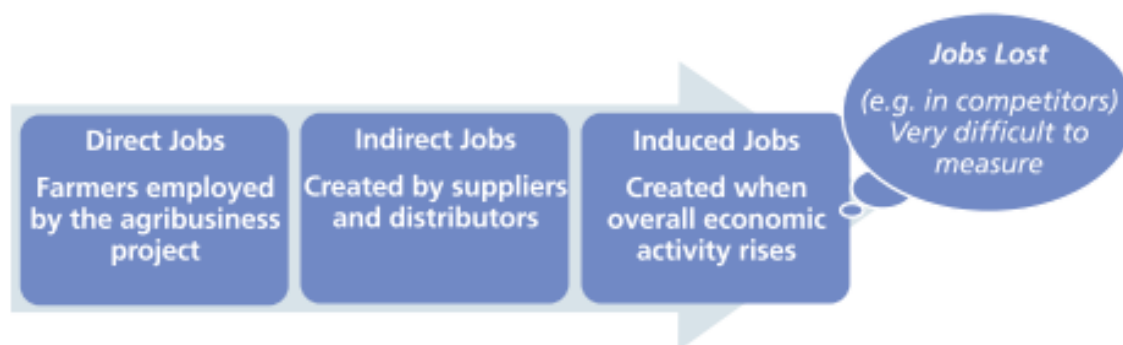 Direct Jobs
Farmers employed
by the agribusiness
project
Indirect Jobs
Created by suppliers
and distributors
Induced Jobs
Created when
overall economic
activity rises
Jobs Lost
(e.g. in competitors)
Very difficult to
measure